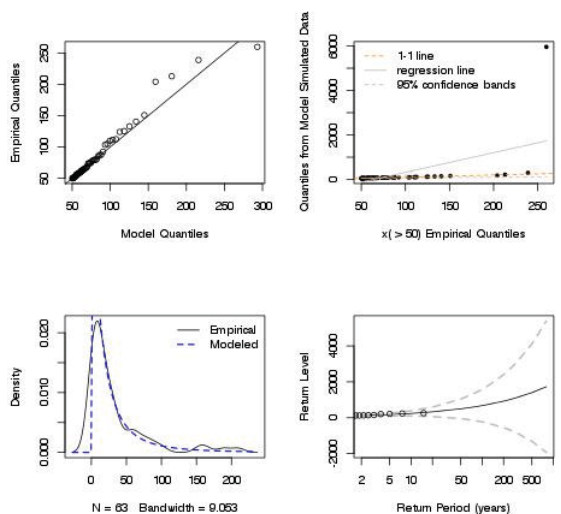 Empirical Quantiles
50 100 150 200 250
50 100 150 200 250 300
Model Quantiles
Quantiles from Model Simulated Data
0 2000 4000 6000
1-1 line
regression line
95% confidence bands
50 100 150 200 250
x( > 50) Empirical Quantiles
Density
0.000 0.010 0.020
Empirical
Modeled
0 50 100 150 200
N = 63 Bandwidth = 9.053
Return Level
-2000 0 2000 4000
2 5 10 50 200 500
Return Period (years)